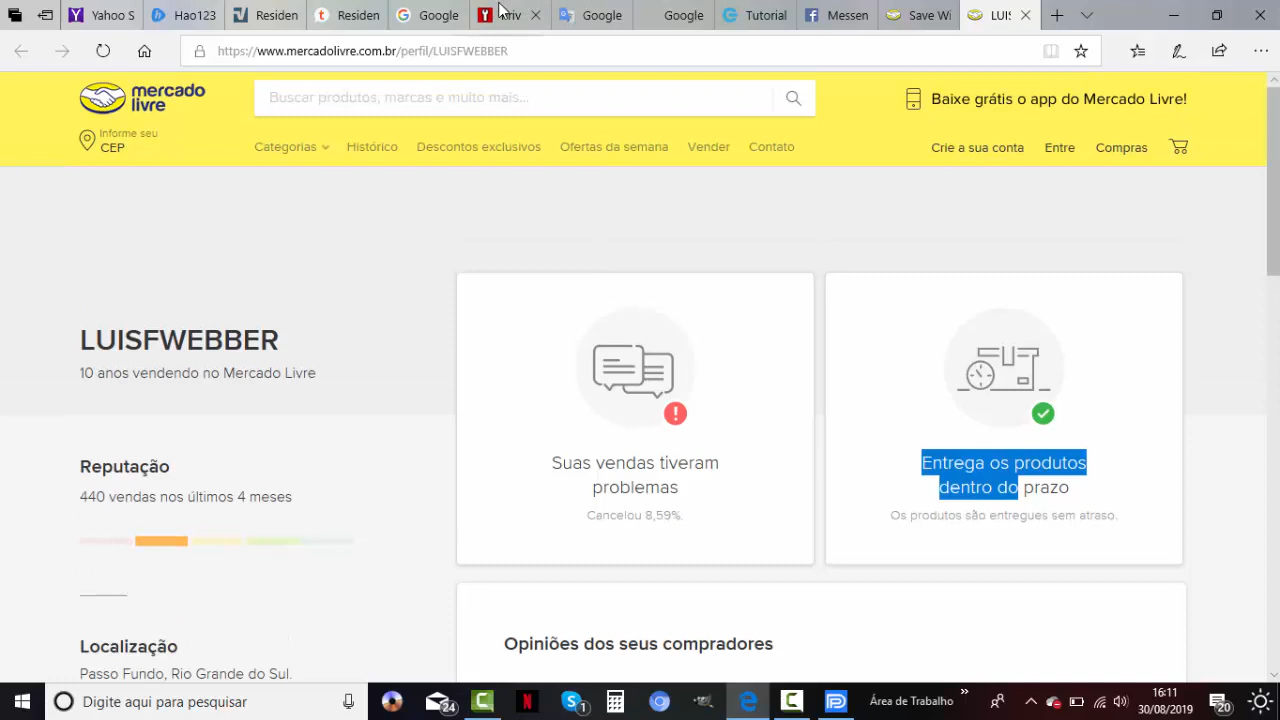 Yahoo S
Hao123
Residen
Residen
Google
Tutorial
Messen
Save Wi
LUIS
https://www.mercadolivre.com.br/perfil/LUISFWEBBER
mercado
livre
Buscar produtos, marcas e muito mais...
Baixe grátis o app do Mercado Livre!
Informe seu
CEP
Categorias
Histórico
Descontos exclusivos
Ofertas da semana
Vender
Contato
Crie a sua conta
Entre
Compras
LUISFWEBBER
10 anos vendendo no Mercado Livre
Suas vendas tiveram
problemas
Cancelou 8,59%.
Entrega os produtos
dentro do prazo
Os produtos são entregues sem atraso.
Reputação
440 vendas nos últimos 4 meses
Localização
Passo Fundo, Rio Grande do Sul.
Opiniões dos seus compradores
Digite aqui para pesquisar
24
1
Área de Trabalho
16:11
30/08/2019
20